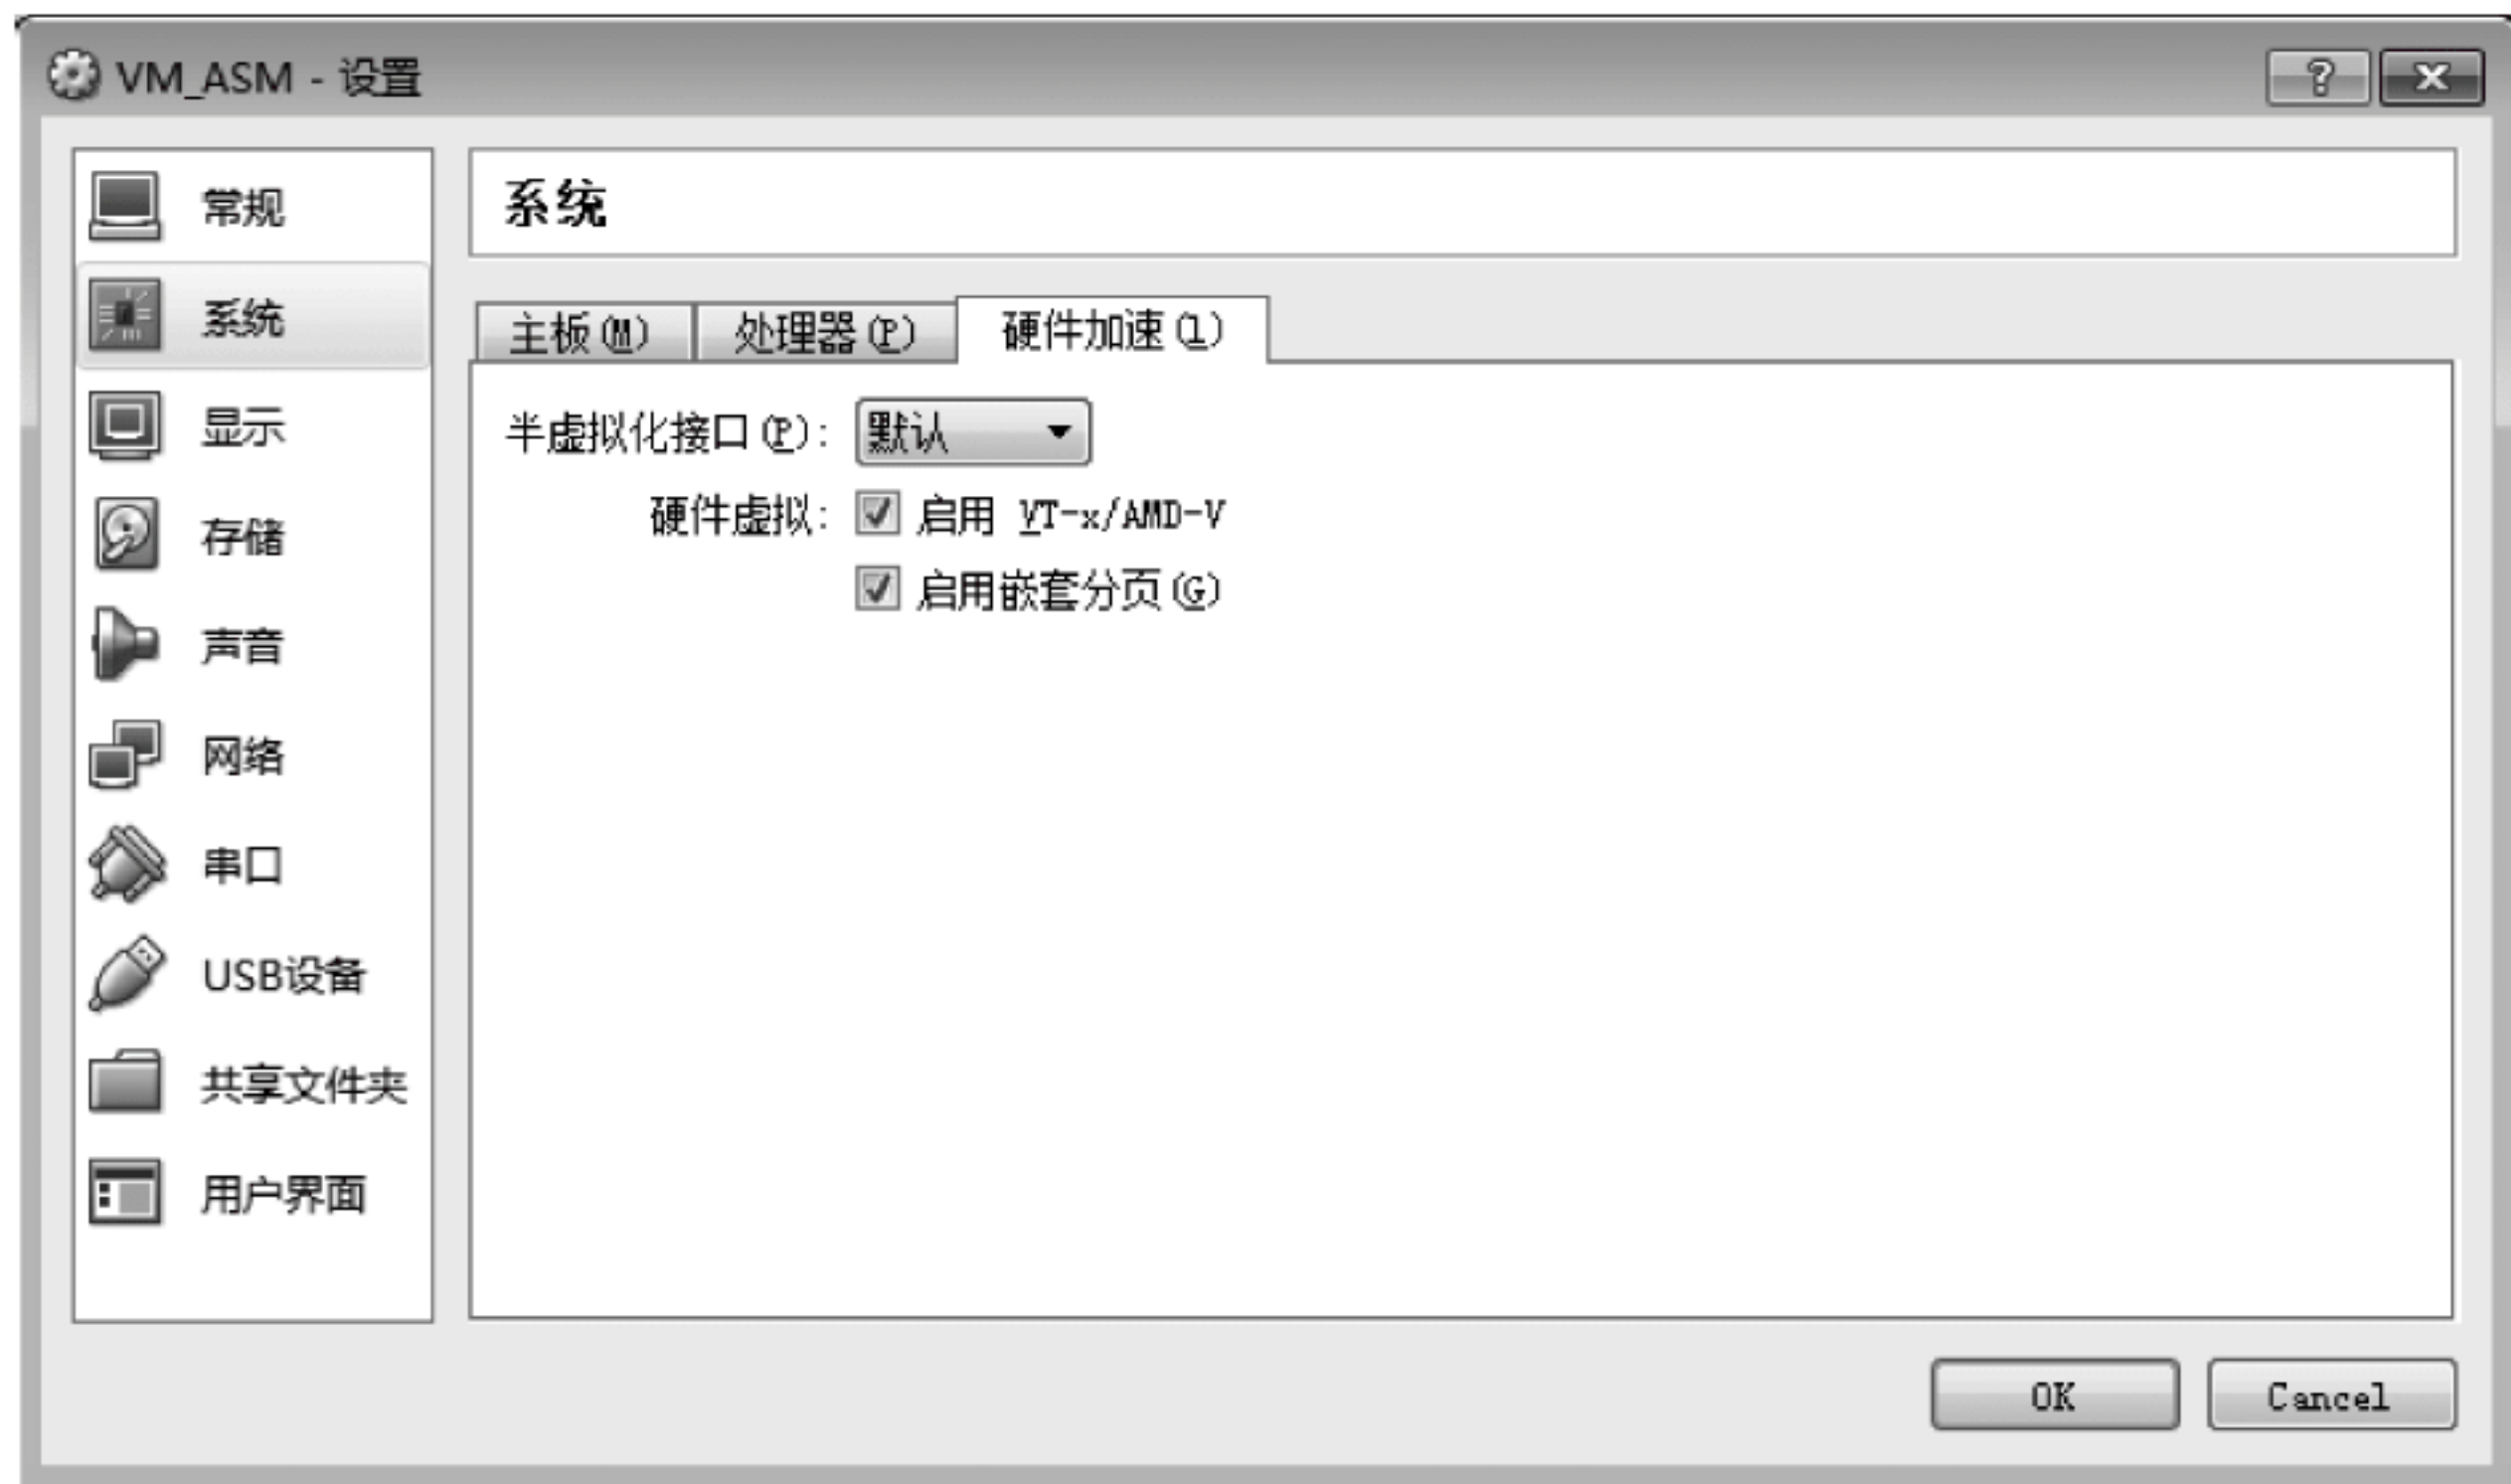 VM_ASM - 设置
常规
系统
显示
存储
声音
网络
串口
USB设备
共享文件夹
用户界面
系统
主板(M) 处理器(P) 硬件加速(l)
半虚拟化接口(P): 默认
硬件虚拟: 启用 VT-x/AMD-V
启用嵌套分页(G)
OK Cancel